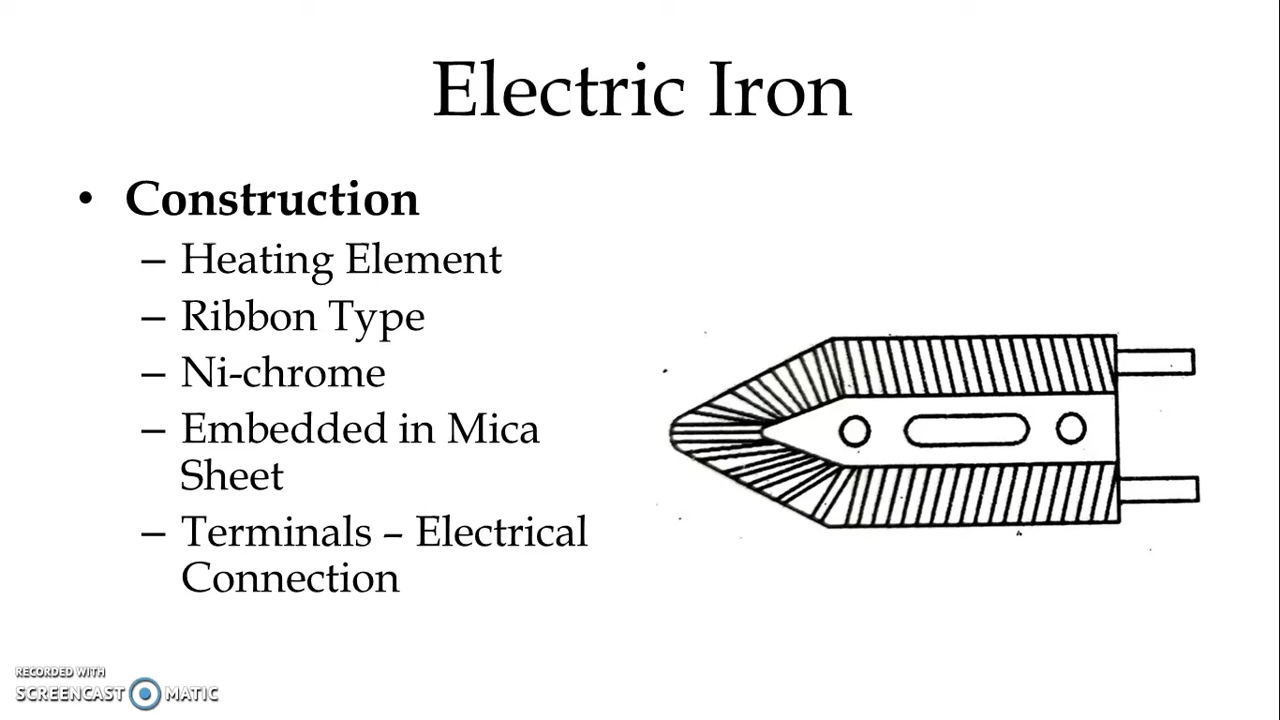 Electric Iron
• Construction
– Heating Element
– Ribbon Type
– Ni-chrome
– Embedded in Mica
Sheet
– Terminals – Electrical
Connection
RECORDED WITH
SCREENCAST MATIC